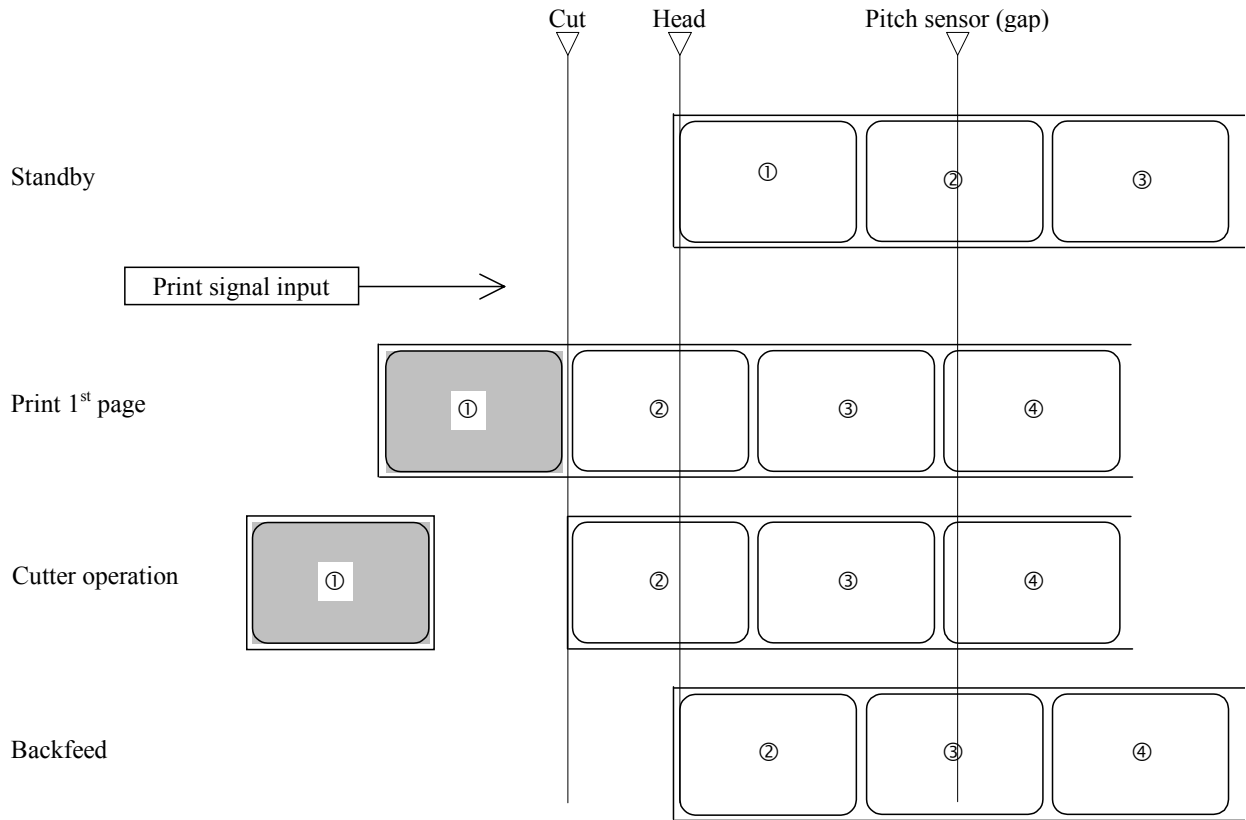 Cut Head Pitch sensor (gap)
Standby ① ② ③
Print signal input
Print 1st page ① ② ③ ④
Cutter operation ① ② ③ ④
Backfeed ② ③ ④